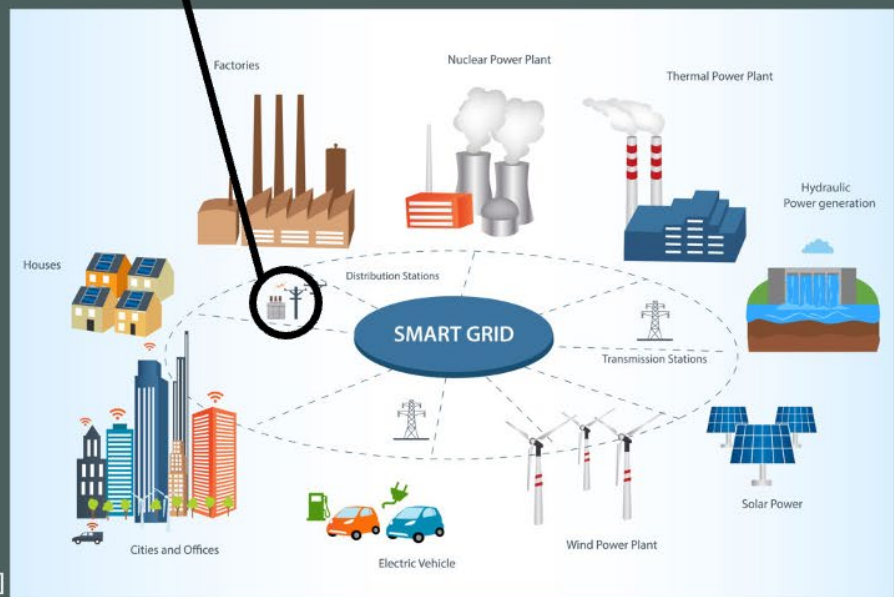 Factories
Nuclear Power Plant
Thermal Power Plant
Hydraulic
Power generation
Houses
Distribution Stations
SMART GRID
Transmission Stations
Solar Power
Wind Power Plant
Cities and Offices
Electric Vehicle
]